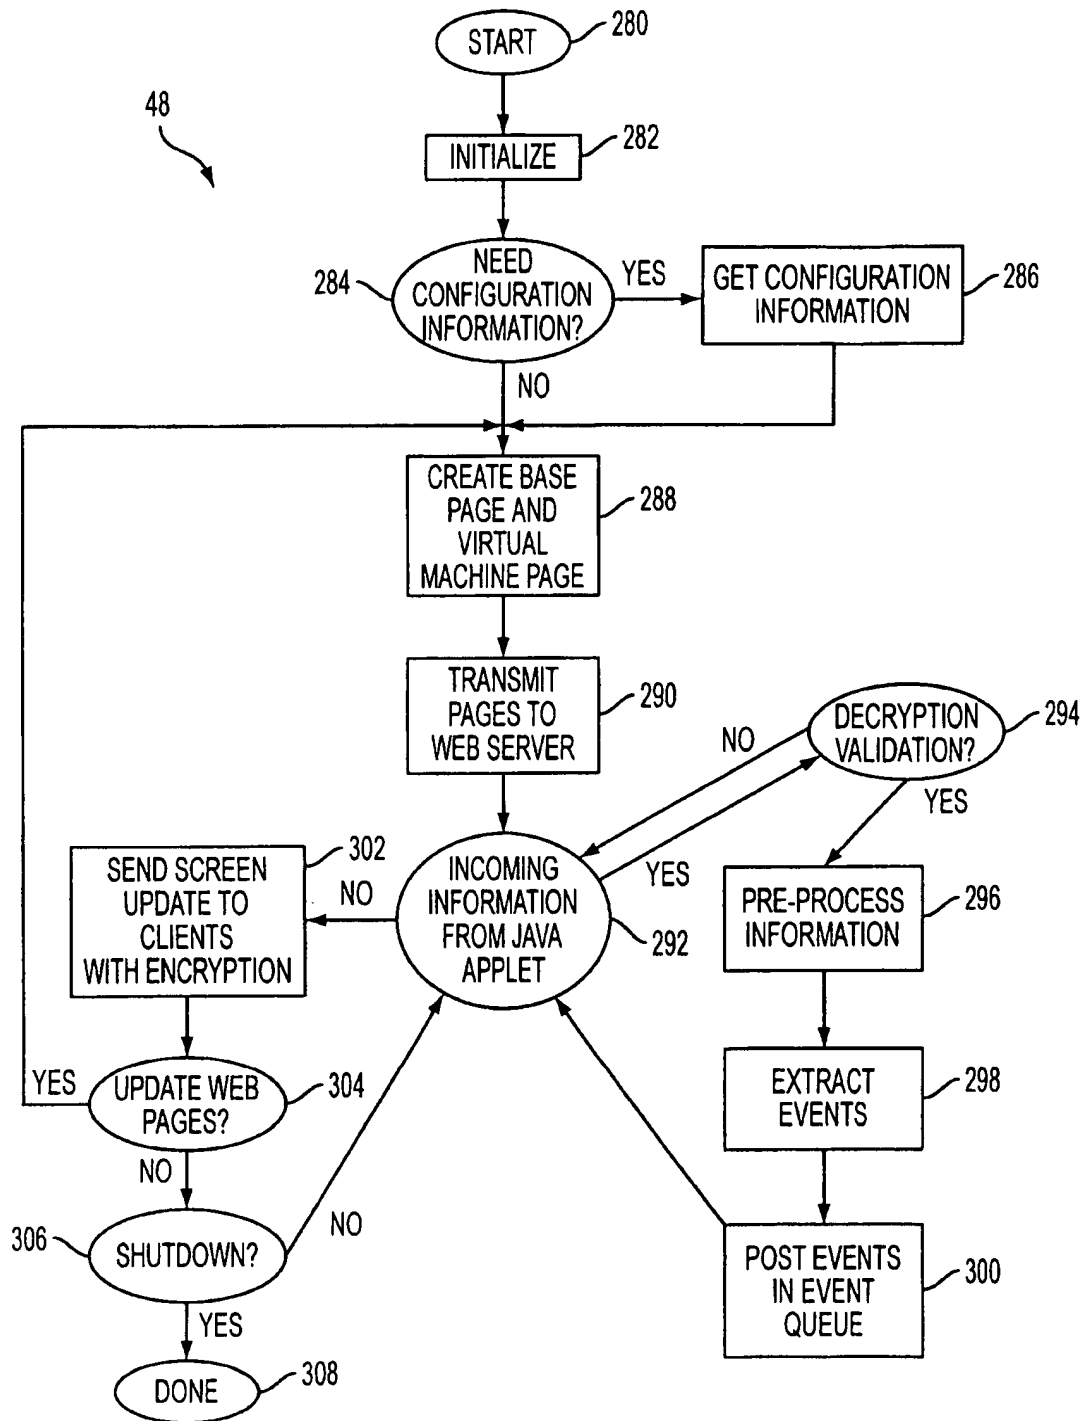 START
280
48
INITIALIZE
282
NEED
CONFIGURATION
INFORMATION?
284
YES
GET CONFIGURATION
INFORMATION
286
NO
CREATE BASE
PAGE AND
VIRTUAL
MACHINE PAGE
288
TRANSMIT
PAGES TO
WEB SERVER
290
DECRYPTION
VALIDATION?
294
NO
YES
YES
INCOMING
INFORMATION
FROM JAVA
APPLET
292
NO
SEND SCREEN
UPDATE TO
CLIENTS
WITH ENCRYPTION
302
PRE-PROCESS
INFORMATION
296
UPDATE WEB
PAGES?
304
YES
NO
EXTRACT
EVENTS
298
SHUTDOWN?
306
NO
YES
POST EVENTS
IN EVENT
QUEUE
300
DONE
308